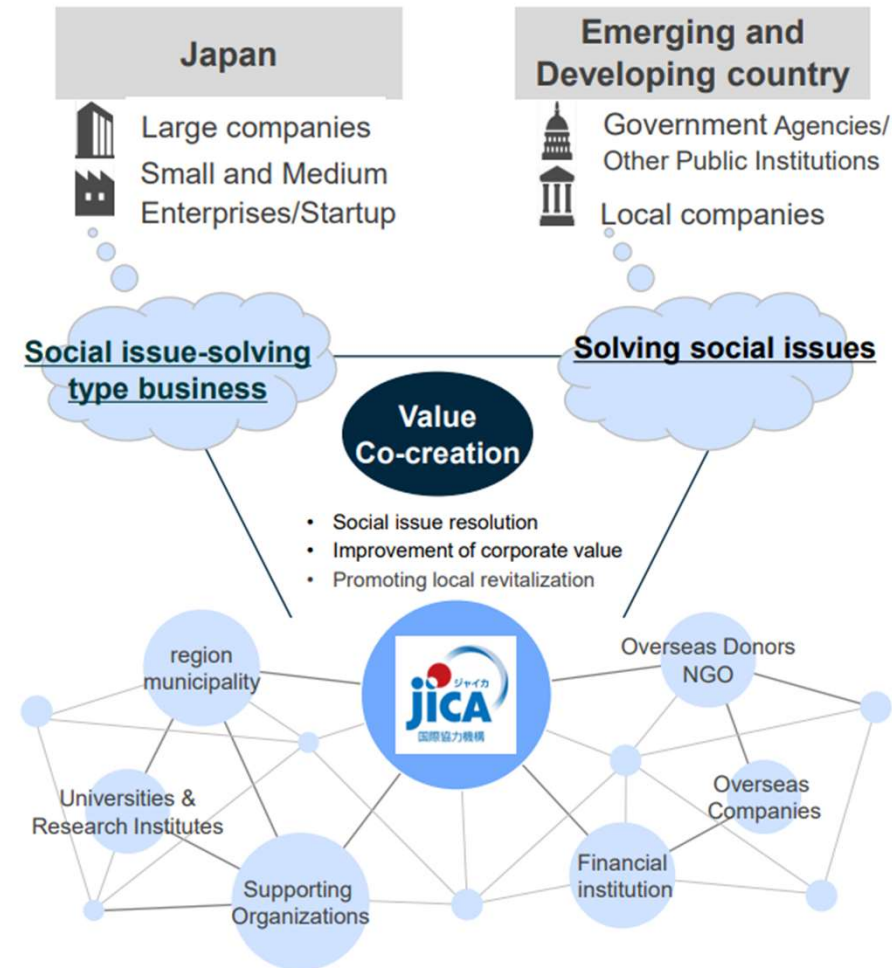 Japan
Emerging and
Developing country
Large companies
Small and Medium
Enterprises/Startup
Government Agencies/
Other Public Institutions
Local companies
Social issue-solving
type business
Solving social issues
Value
Co-creation
• Social issue resolution
• Improvement of corporate value
• Promoting local revitalization
region
municipality
ジャイカ
JICA
国際協力機構
Overseas Donors
NGO
Universities &
Research Institutes
Overseas
Companies
Supporting
Organizations
Financial
institution